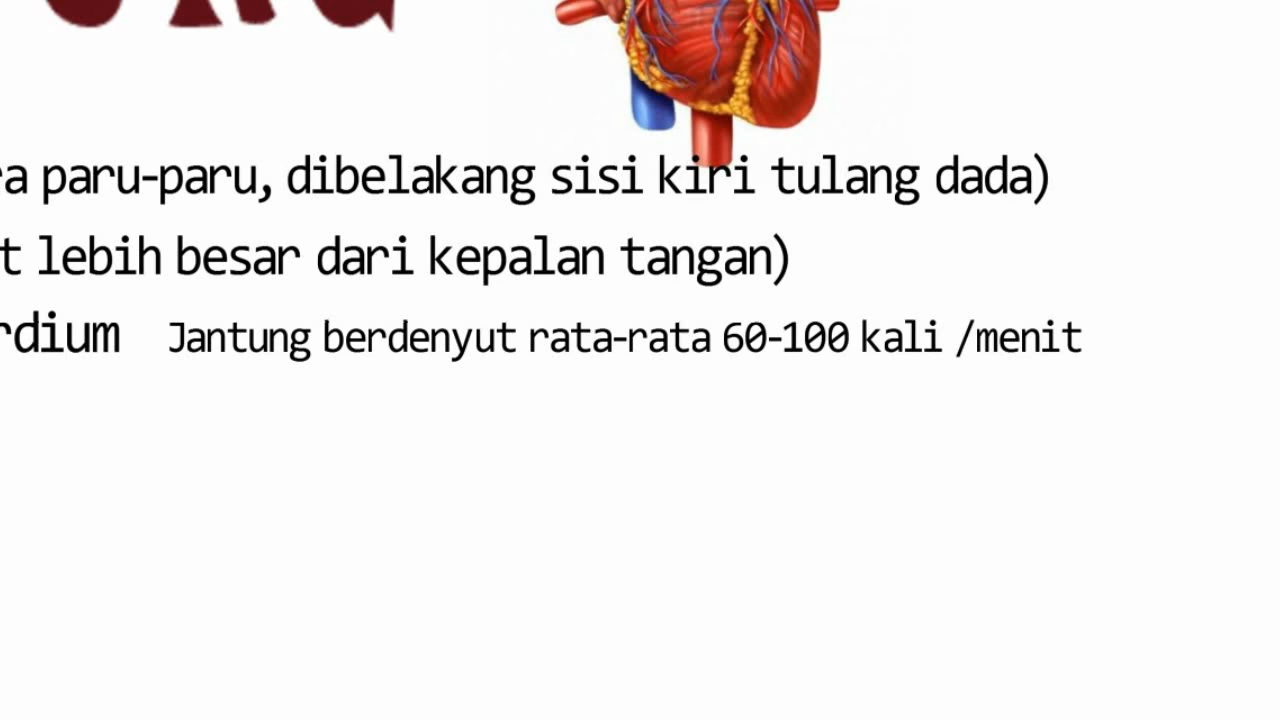 paru-paru, dibelakang sisi kiri tulang dada)
lebih besar dari kepalan tangan)
Jantung berdenyut rata-rata 60-100 kali /menit